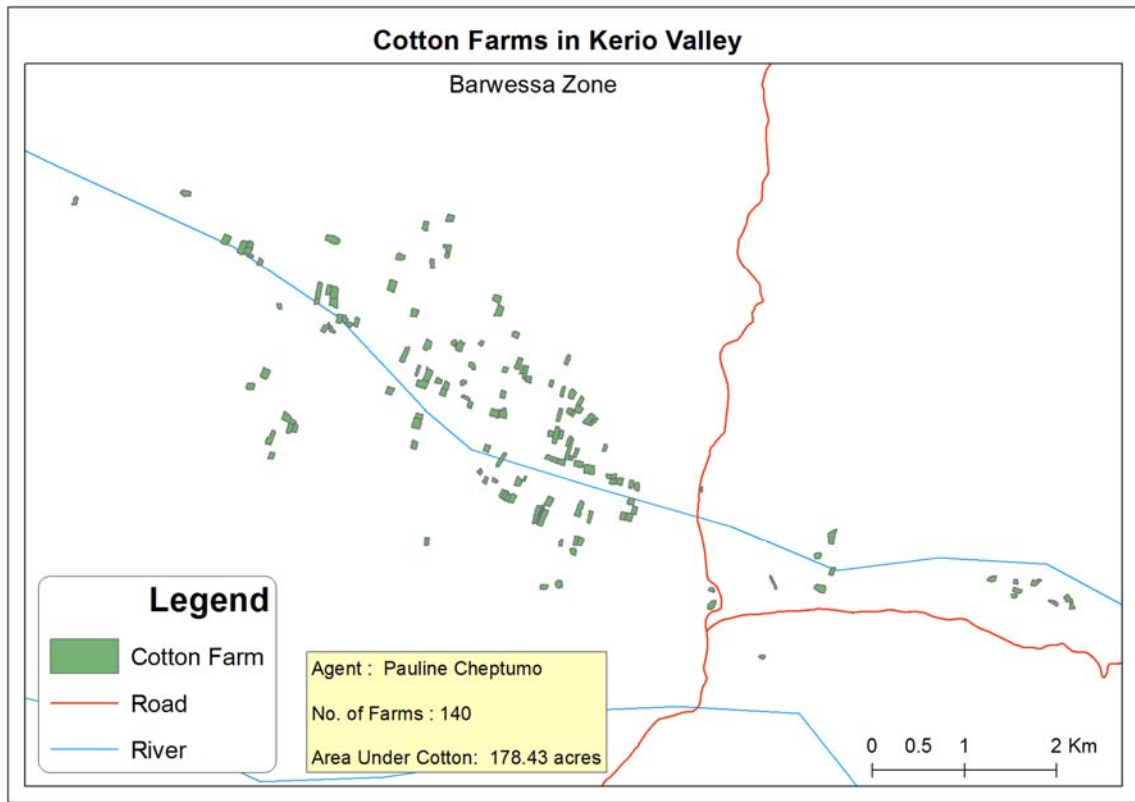 Cotton Farms in Kerio Valley
Barwessa Zone
Legend
Cotton Farm
Road
River
Agent :  Pauline Cheptumo
No. of Farms : 140
Area Under Cotton:  178.43 acres
0 0.5 1 2 Km